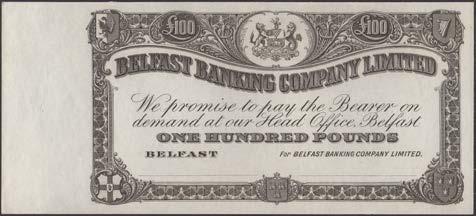 £100 £100
BELFAST BANKING COMPANY LIMITED
We promise to pay the Bearer on
demand at our Head Office, Belfast
ONE HUNDRED POUNDS
BELFAST For BELFAST BANKING COMPANY LIMITED.